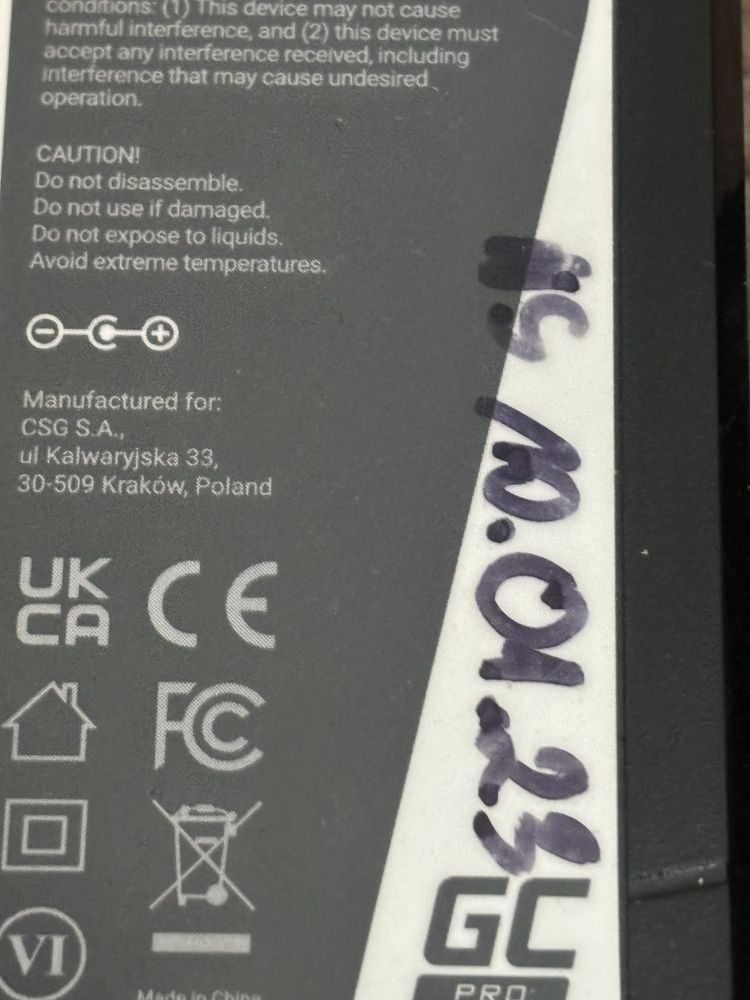 conditions: (1) This device may not cause
harmful interference, and (2) this device must
accept any interference received, including
interference that may cause undesired
operation.
CAUTION!
Do not disassemble.
Do not use if damaged.
Do not expose to liquids.
Avoid extreme temperatures.
Manufactured for:
CSG S.A.,
ul Kalwaryjska 33,
30-509 Kraków, Poland
UK
CA
CE
FC
VI
Made in China
10.01.23
GC
PRO